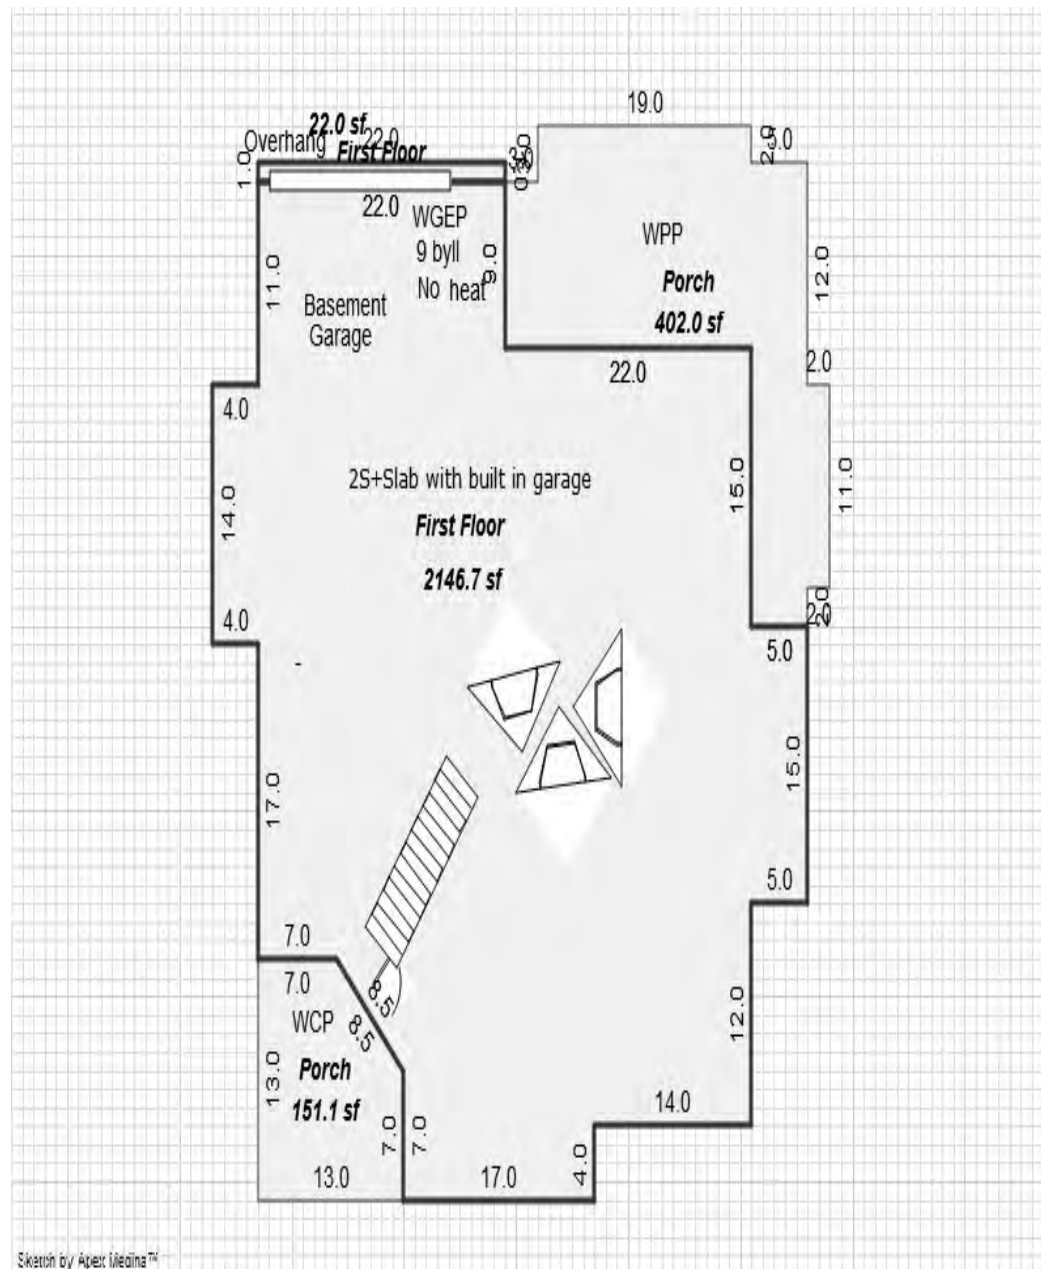 19.0
22.0 sf
Overhang 22.0
First Floor
3.0
5.0
2.0
1.0
22.0
WGEP
9 byll
No heat
9.0
11.0
Basement
Garage
WPP
Porch
402.0 sf
12.0
2.0
22.0
4.0
2S+Slab with built in garage
First Floor
2146.7 sf
14.0
15.0
11.0
4.0
2.0
2.0
5.0
-
17.0
15.0
5.0
7.0
7.0
8.5
8.5
WCP
Porch
151.1 sf
13.0
7.0
7.0
12.0
14.0
13.0
17.0
4.0
Sketch by Apex Medina™